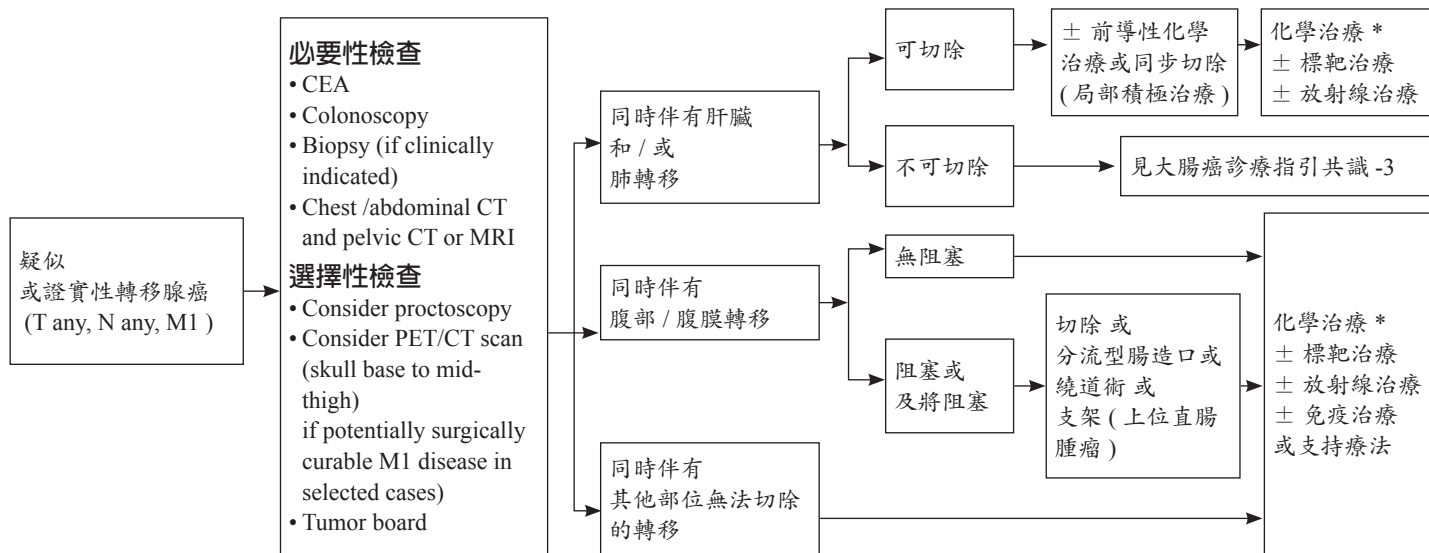 疑似
或證實性轉移腺癌
(T any, N any, M1 )
必要性檢查
• CEA
• Colonoscopy
• Biopsy (if clinically
indicated)
• Chest /abdominal CT
and pelvic CT or MRI
選擇性檢查
• Consider proctoscopy
• Consider PET/CT scan
(skull base to mid-
thigh)
if potentially surgically
curable M1 disease in
selected cases)
• Tumor board
同時伴有肝臟
和 / 或
肺轉移
可切除
± 前導性化學
治療或同步切除
( 局部積極治療 )
化學治療 *
± 標靶治療
± 放射線治療
不可切除
見大腸癌診療指引共識 -3
同時伴有
腹部 / 腹膜轉移
無阻塞
阻塞或
及將阻塞
切除 或
分流型腸造口或
繞道術 或
支架 ( 上位直腸
腫瘤 )
同時伴有
其他部位無法切除
的轉移
化學治療 *
± 標靶治療
± 放射線治療
± 免疫治療
或支持療法